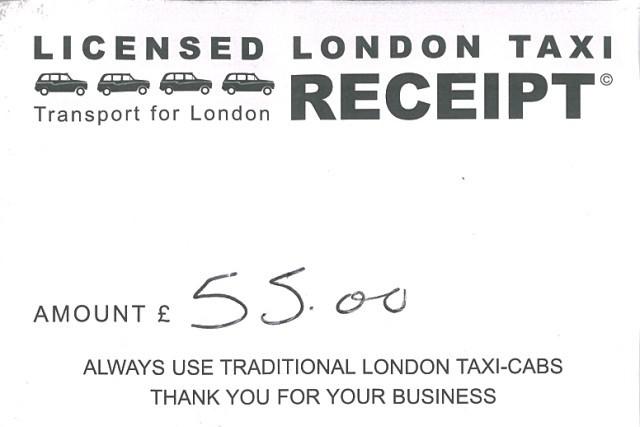 LICENSED LONDON TAXI
Transport for London RECEIPT©
AMOUNT £ 55.00
ALWAYS USE TRADITIONAL LONDON TAXI-CABS
THANK YOU FOR YOUR BUSINESS